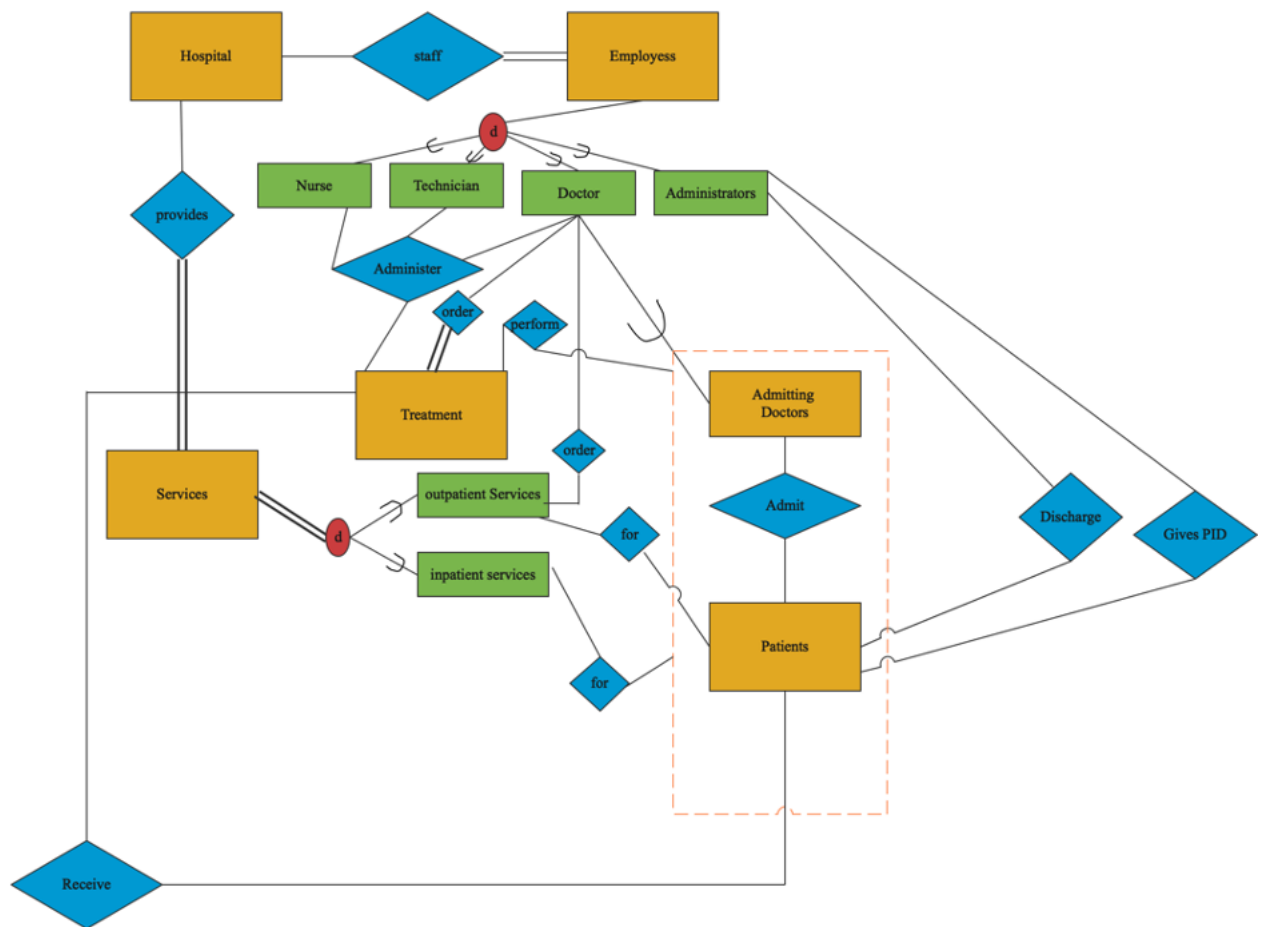 Hospital
staff
Employess
d
Nurse
Technician
Doctor
Administrators
provides
Administer
order
perform
Treatment
Admitting
Doctors
order
Services
outpatient Services
d
Admit
Discharge
Gives PID
for
inpatient services
Patients
for
Receive